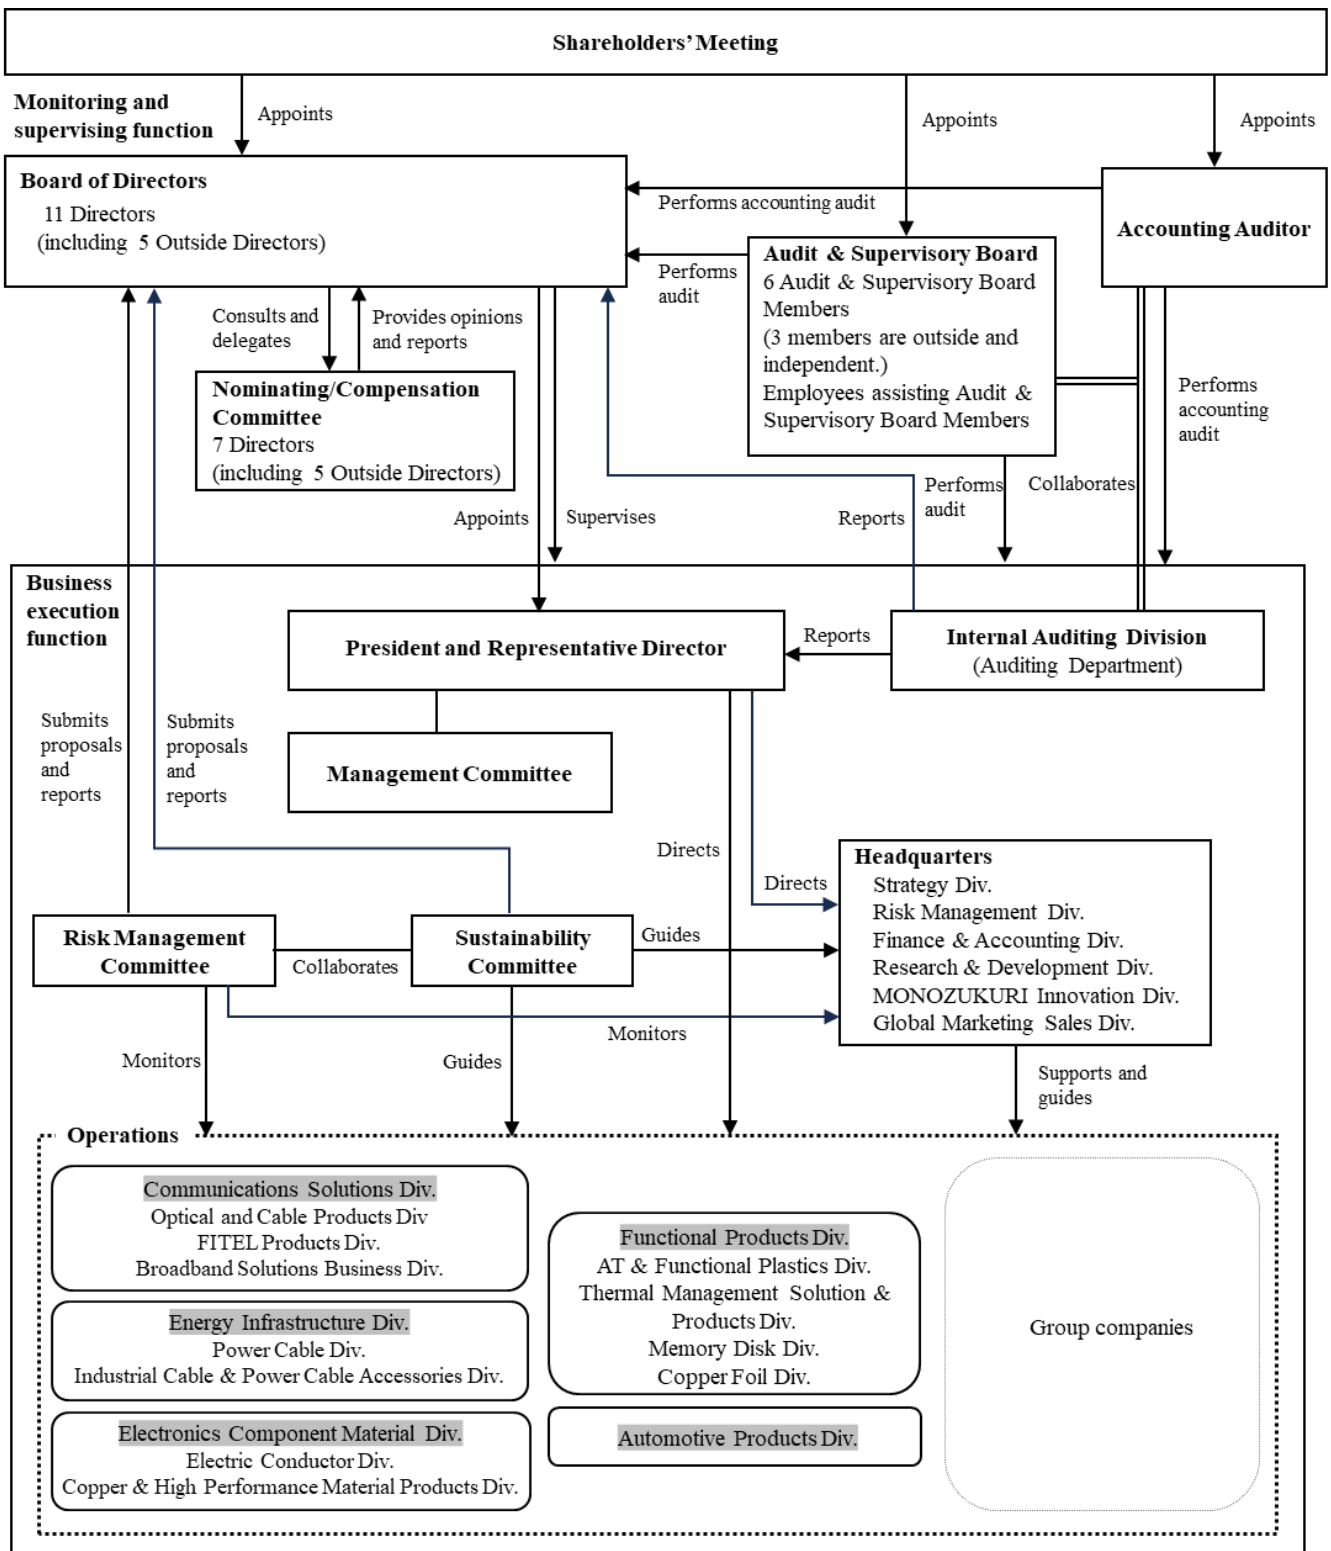 Shareholders' Meeting
Monitoring and
supervising function
Appoints
Appoints
Appoints
Board of Directors
11 Directors
(including 5 Outside Directors)
Performs accounting audit
Accounting Auditor
Performs
audit
Audit & Supervisory Board
6 Audit & Supervisory Board
Members
(3 members are outside and
independent.)
Employees assisting Audit &
Supervisory Board Members
Consults and
delegates
Provides opinions
and reports
Nominating/Compensation
Committee
7 Directors
(including 5 Outside Directors)
Performs
accounting
audit
Appoints
Supervises
Reports
Performs
audit
Collaborates
Business
execution
function
President and Representative Director
Reports
Internal Auditing Division
(Auditing Department)
Submits
proposals
and
reports
Submits
proposals
and
reports
Management Committee
Directs
Directs
Headquarters
Strategy Div.
Risk Management Div.
Finance & Accounting Div.
Research & Development Div.
MONOZUKURI Innovation Div.
Global Marketing Sales Div.
Risk Management
Committee
Collaborates
Sustainability
Committee
Guides
Monitors
Monitors
Guides
Supports and
guides
Operations
Communications Solutions Div.
Optical and Cable Products Div
FITEL Products Div.
Broadband Solutions Business Div.
Energy Infrastructure Div.
Power Cable Div.
Industrial Cable & Power Cable Accessories Div.
Electronics Component Material Div.
Electric Conductor Div.
Copper & High Performance Material Products Div.
Functional Products Div.
AT & Functional Plastics Div.
Thermal Management Solution &
Products Div.
Memory Disk Div.
Copper Foil Div.
Automotive Products Div.
Group companies